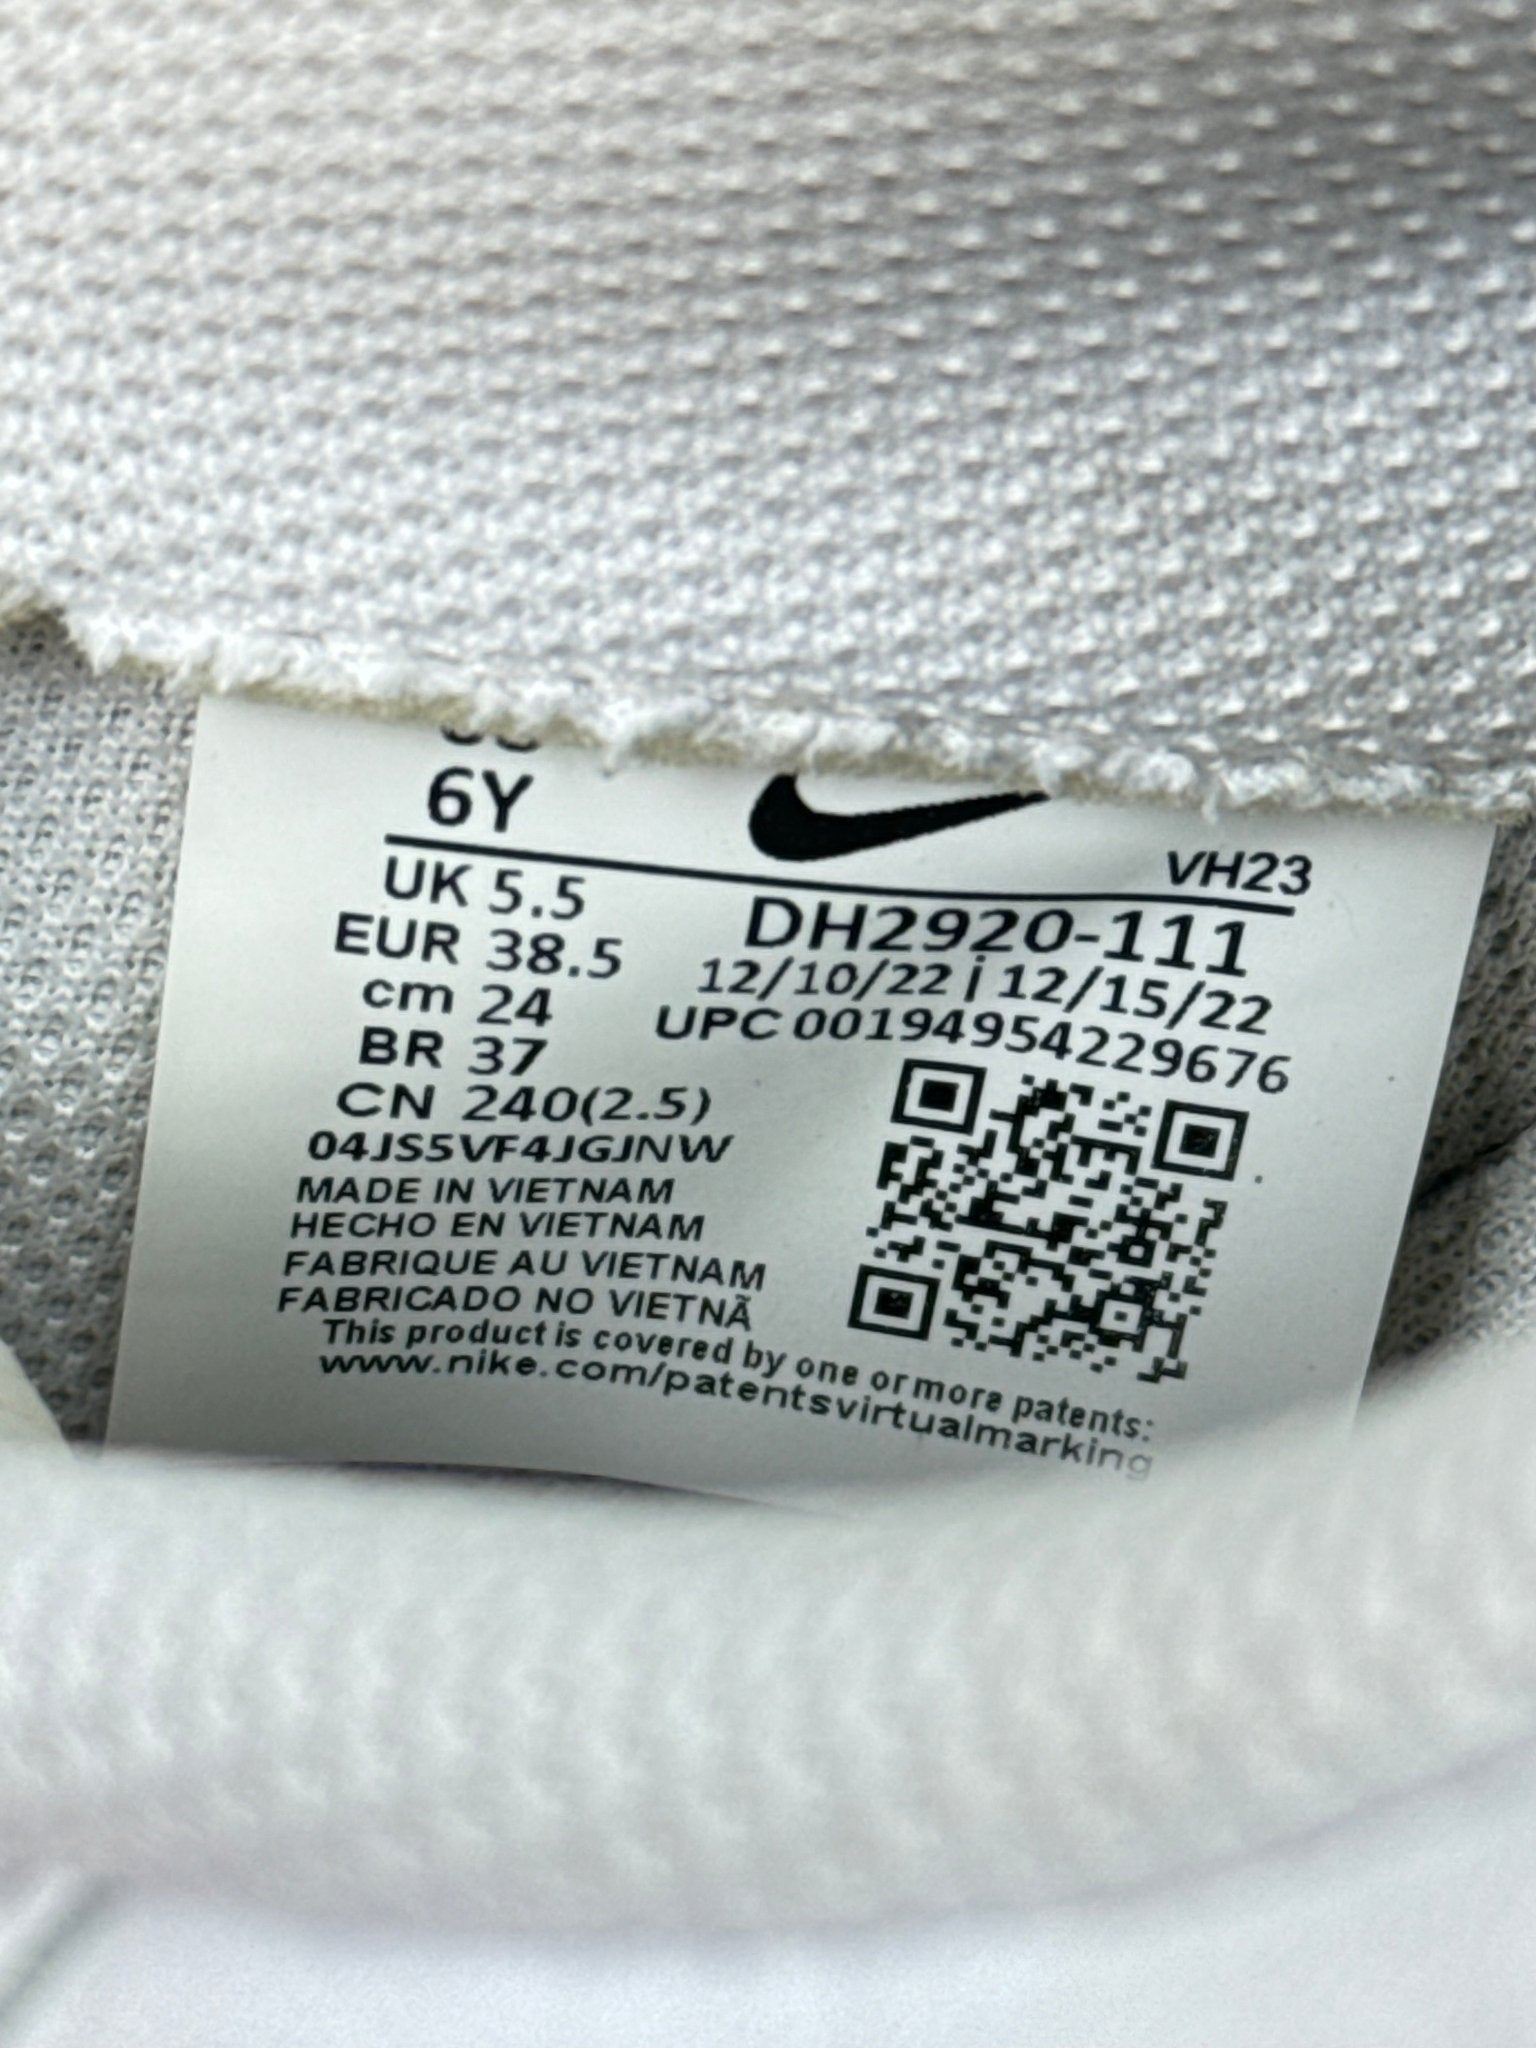 6Y
VH23
UK 5.5
EUR 38.5
cm 24
BR 37
CN 240(2.5)
DH2920-111
12/10/22 | 12/15/22
UPC 00194954229676
04JS5VF4JGJNW
MADE IN VIETNAM
HECHO EN VIETNAM
FABRIQUE AU VIETNAM
FABRICADO NO VIETNÃ
This product is covered by one or more patents:
www.nike.com/patentsvirtualmarking